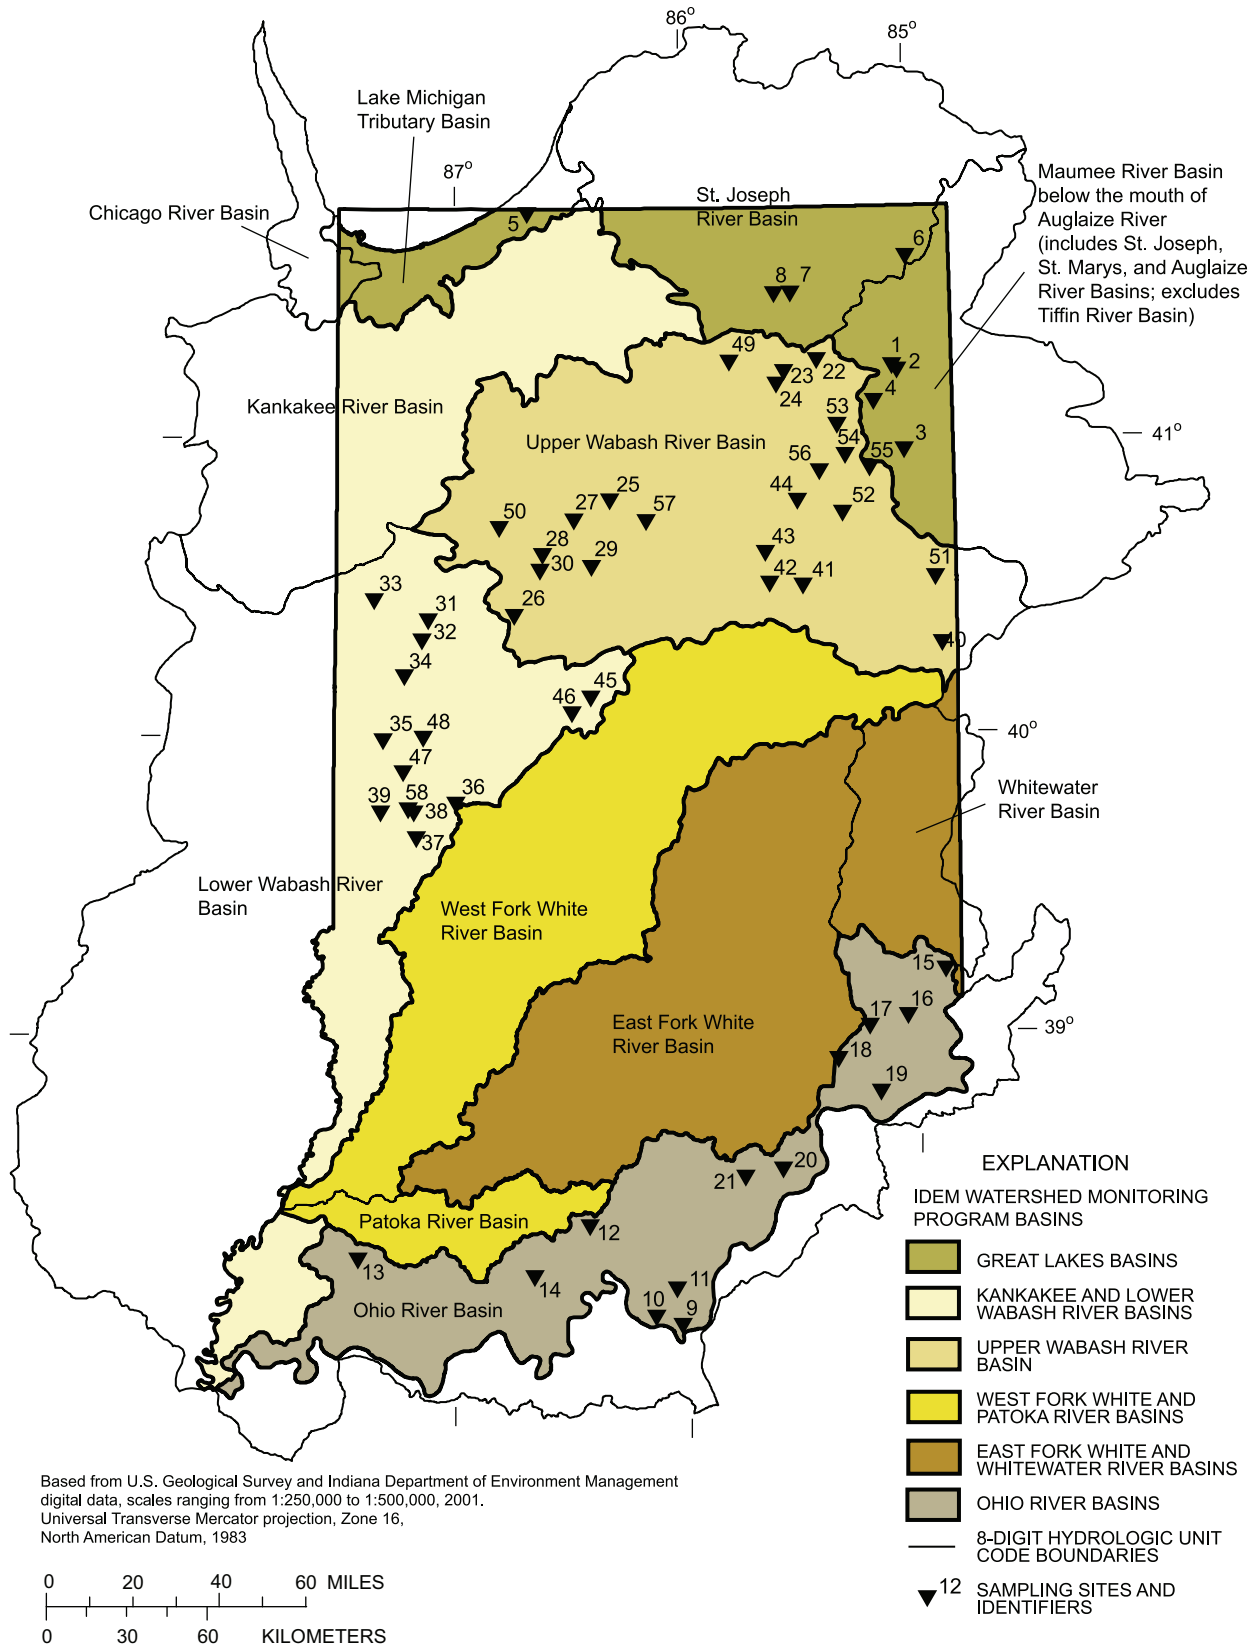 86°
85°
Lake Michigan
Tributary Basin
87°
Maumee River Basin
below the mouth of
Auglaize River
(includes St. Joseph,
St. Marys, and Auglaize
River Basins; excludes
Tiffin River Basin)
Chicago River Basin
St. Joseph
River Basin
5
6
8
7
49
22
23
24
1
2
4
Kankakee River Basin
53
54
3
41°
Upper Wabash River Basin
56
55
25
44
52
50
27
57
28
43
30
29
42
41
51
33
26
31
32
40
34
45
46
35
48
40°
47
36
Whitewater
River Basin
39
58
38
37
Lower Wabash River
Basin
West Fork White
River Basin
15
16
17
East Fork White
River Basin
39°
18
19
20
21
Patoka River Basin
12
13
14
11
10
9
Ohio River Basin
EXPLANATION
IDEM WATERSHED MONITORING
PROGRAM BASINS
GREAT LAKES BASINS
KANKAKEE AND LOWER
WABASH RIVER BASINS
UPPER WABASH RIVER
BASIN
WEST FORK WHITE AND
PATOKA RIVER BASINS
EAST FORK WHITE AND
WHITEWATER RIVER BASINS
OHIO RIVER BASINS
8-DIGIT HYDROLOGIC UNIT
CODE BOUNDARIES
12 SAMPLING SITES AND
IDENTIFIERS
Based from U.S. Geological Survey and Indiana Department of Environment Management
digital data, scales ranging from 1:250,000 to 1:500,000, 2001.
Universal Transverse Mercator projection, Zone 16,
North American Datum, 1983
0 20 40 60 MILES
0 30 60 KILOMETERS